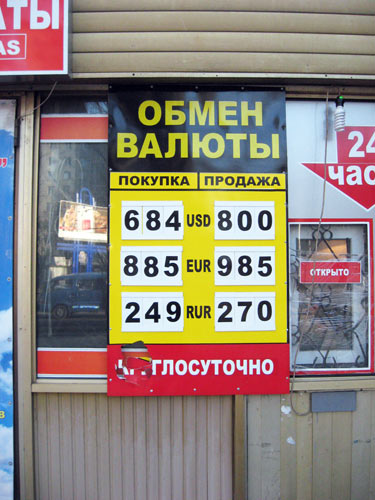 АТЫ
AS
ОБМЕН
ВАЛЮТЫ
ПОКУПКА ПРОДАЖА
684 USD 800
885 EUR 985
249 RUR 270
ГЛОСУТОЧНО
24
час
ОТКРЫТО